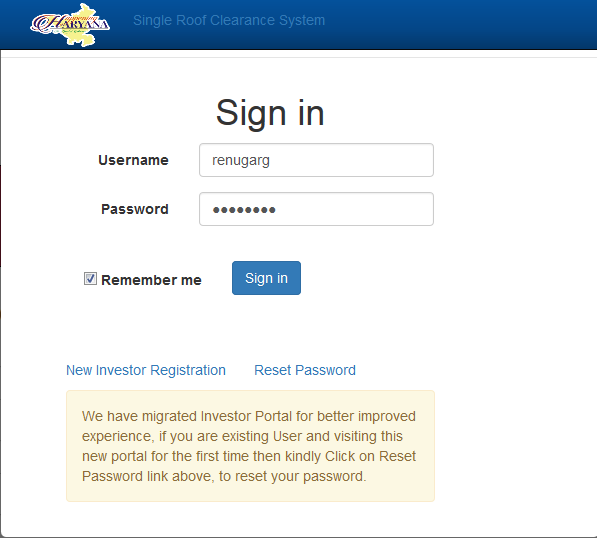 HARYANA
Single Roof Clearance System
Sign in
Username renugarg
Password ••••••••
Remember me Sign in
New Investor Registration Reset Password
We have migrated Investor Portal for better improved
experience, if you are existing User and visiting this
new portal for the first time then kindly Click on Reset
Password link above, to reset your password.